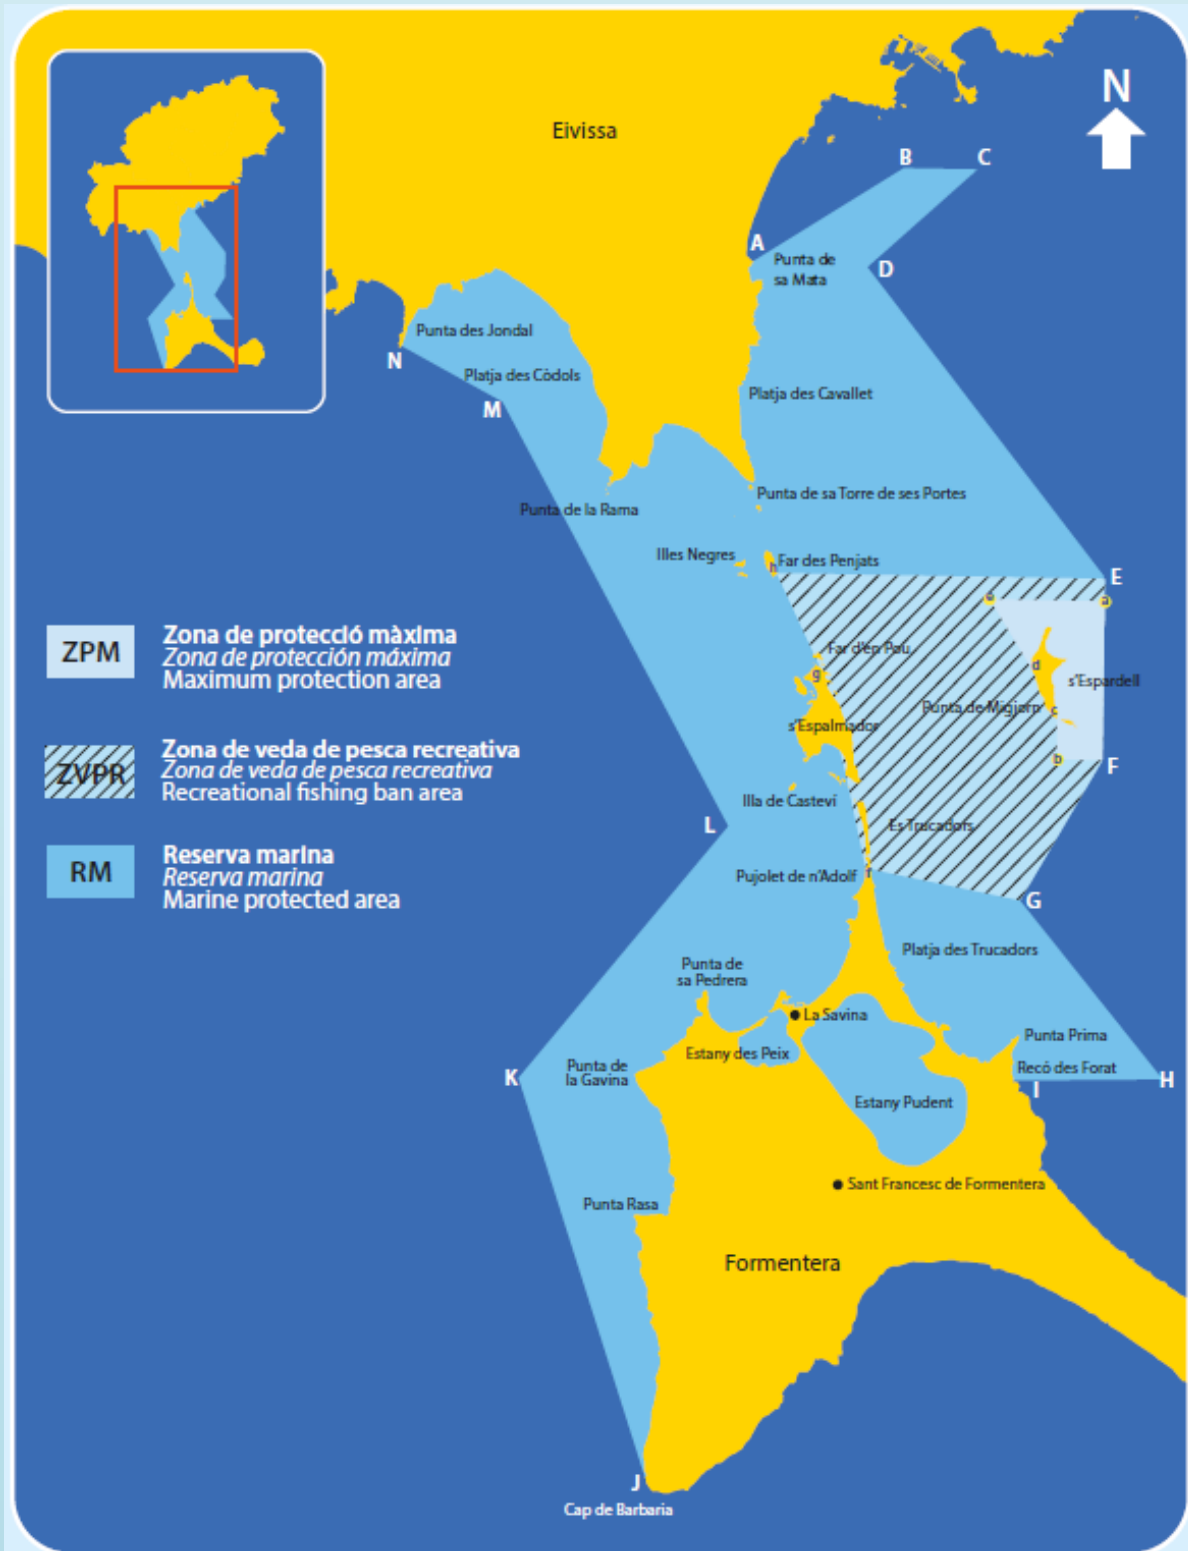 N
Eivissa
B
C
A
Punta de
sa Mata
D
Punta des Jondal
N
Platja des Còdols
M
Platja des Cavallet
Punta de sa Torre de ses Portes
Punta de la Rama
Illes Negres
h
Far des Penjats
E
e
a
ZPM
Zona de protecció màxima
Zona de protección máxima
Maximum protection area
Far d'en Pau
g
d
s'Espardell
Punta de Migjorn
c
s'Espalmador
b
F
ZVPR
Zona de veda de pesca recreativa
Zona de veda de pesca recreativa
Recreational fishing ban area
Illa de Castevi
L
Es Trucadors
RM
Reserva marina
Reserva marina
Marine protected area
Pujolet de n'Adolf
f
G
Platja des Trucadors
Punta de
sa Pedrera
La Savina
Punta Prima
Estany des Peix
Recó des Forat
K
Punta de
la Gavina
H
I
Estany Pudent
Sant Francesc de Formentera
Punta Rasa
Formentera
J
Cap de Barbaria